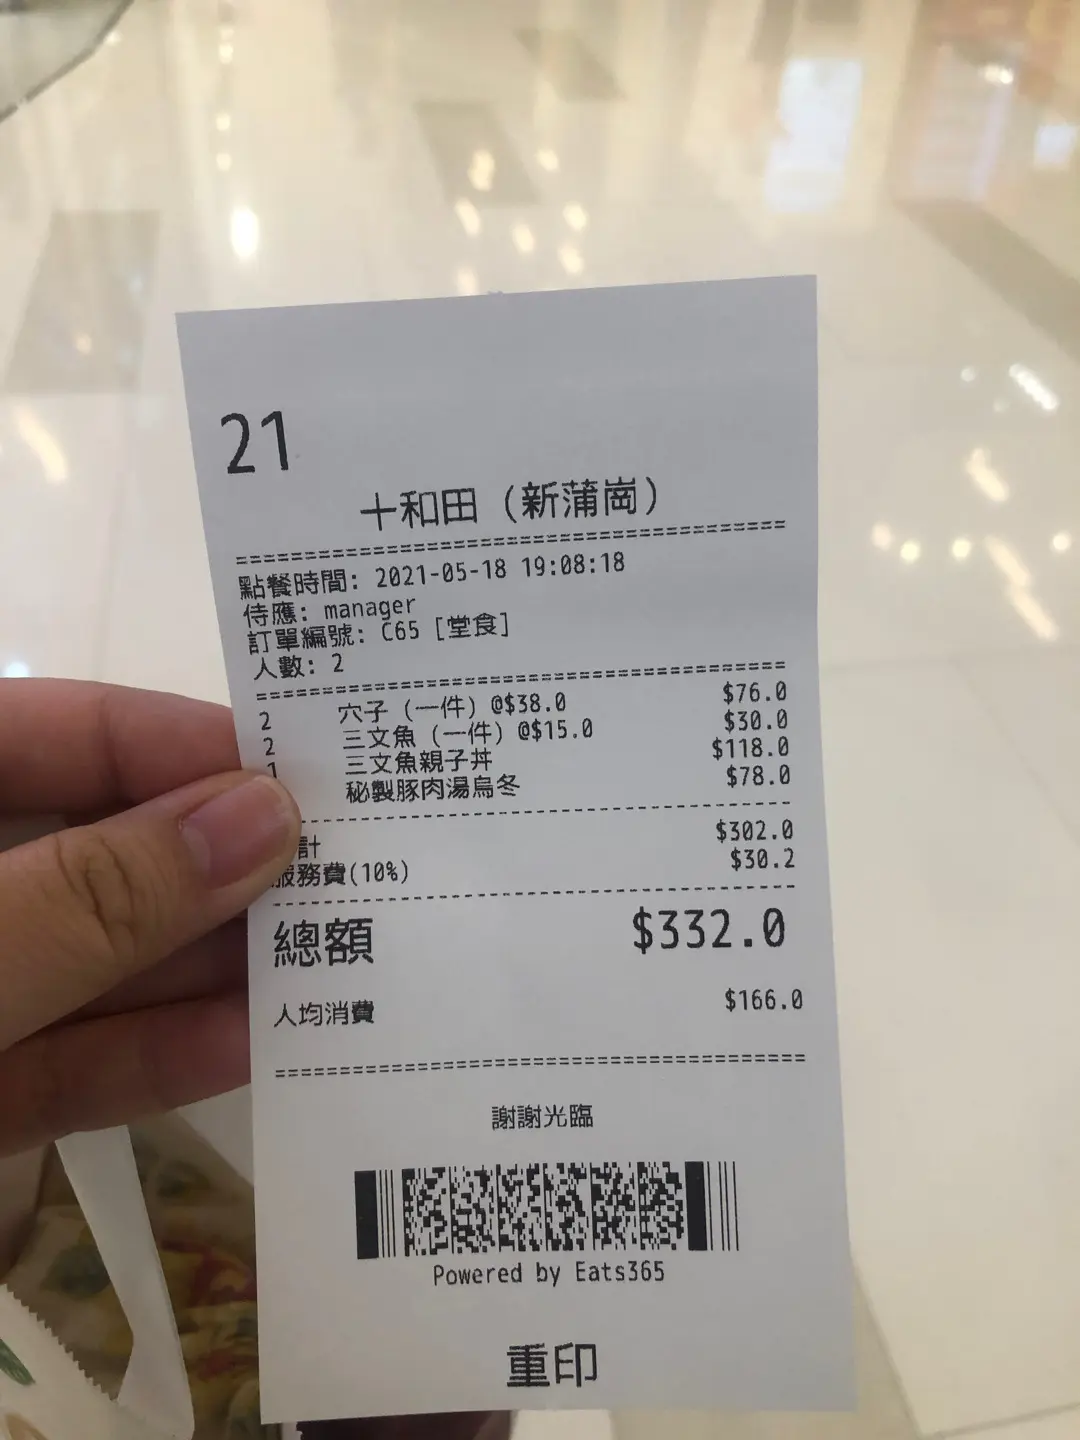 21
十和田 (新蒲崗)
點餐時間: 2021-05-18 19:08:18
侍應: manager
訂單編號: C65 [堂食]
人數: 2
2 穴子 (一件) @$38.0 $76.0
2 三文魚 (一件) @$15.0 $30.0
1 三文魚親子丼 $118.0
秘製豚肉湯烏冬 $78.0
計 $302.0
服務費(10%) $30.2
總額 $332.0
人均消費 $166.0
謝謝光臨
Powered by Eats365
重印